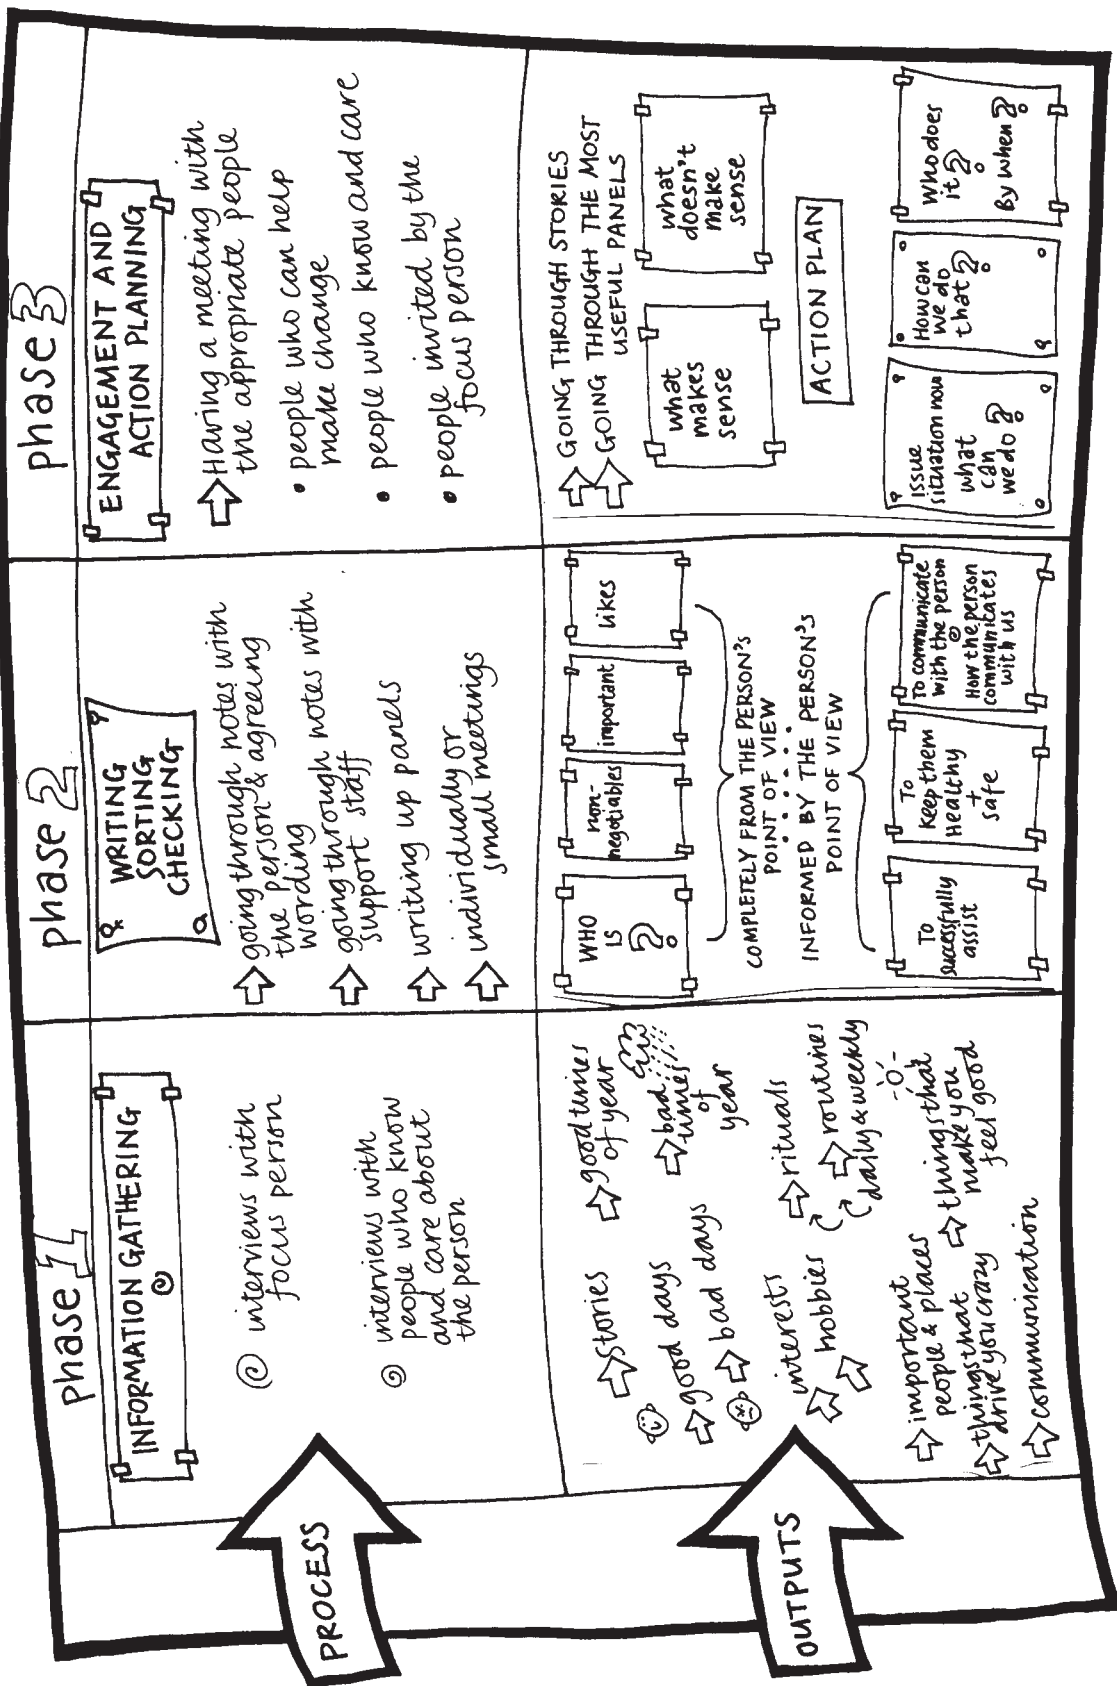 phase 1
INFORMATION GATHERING
phase 2
WRITING
SORTING
CHECKING
phase 3
ENGAGEMENT AND
ACTION PLANNING
PROCESS
interviews with
focus person
interviews with
people who know
and care about
the person
going through notes with
the person & agreeing
wording
going through notes with
support staff
writing up panels
individually or
small meetings
Having a meeting with
the appropriate people
• people who can help
make change
• people who know and care
• people invited by the
focus person
OUTPUTS
Stories
good days
bad days
interests
hobbies
important
people & places
things that
drive you crazy
communication
good times
of year
bad
times
of
year
rituals
routines
daily & weekly
things that
make you
feel good
WHO
IS
?
non-
negotiables
important
likes
COMPLETELY FROM THE PERSON'S
POINT OF VIEW
INFORMED BY THE PERSON'S
POINT OF VIEW
To
successfully
assist
To
Keep them
Healthy
+
safe
To communicate
with the person
How the person
communicates
with us
GOING THROUGH STORIES
GOING THROUGH THE MOST
USEFUL PANELS
what
makes
sense
what
doesn't
make
sense
ACTION PLAN
Issue
situation now
what
can
we do?
How can
we do
that?
Who does
it?
By when?